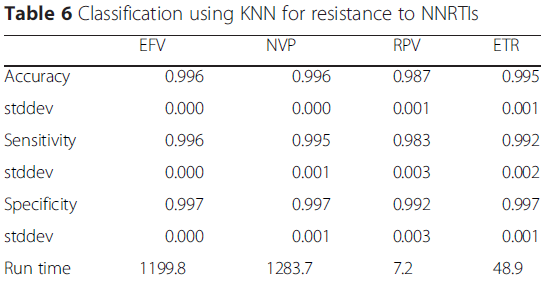 Table 6 Classification using KNN for resistance to NNRTIs
EFV NVP RPV ETR
Accuracy 0.996 0.996 0.987 0.995
stddev 0.000 0.000 0.001 0.001
Sensitivity 0.996 0.995 0.983 0.992
stddev 0.000 0.001 0.003 0.002
Specificity 0.997 0.997 0.992 0.997
stddev 0.000 0.001 0.003 0.001
Run time 1199.8 1283.7 7.2 48.9